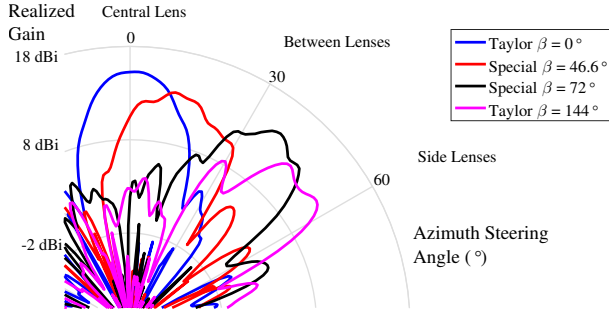 Realized
Gain
Central Lens
18 dBi
0
Between Lenses
30
8 dBi
Side Lenses
60
-2 dBi
Azimuth Steering
Angle (°)
Taylor β = 0°
Special β = 46.6°
Special β = 72°
Taylor β = 144°